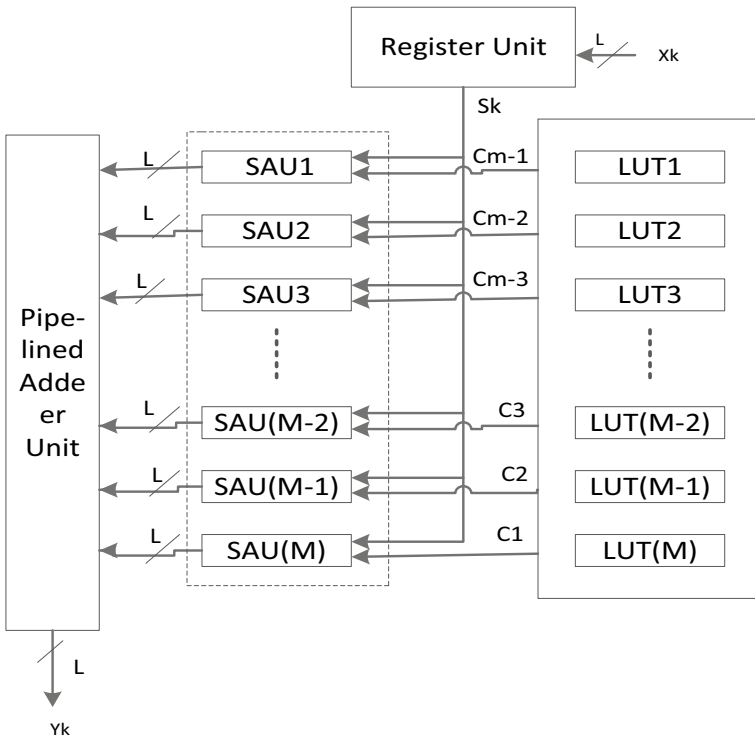 Register Unit
L
Xk
Sk
L
SAU1
Cm-1
LUT1
L
SAU2
Cm-2
LUT2
L
SAU3
Cm-3
LUT3
Pipe-
lined
Adde
er
Unit
L
SAU(M-2)
C3
LUT(M-2)
L
SAU(M-1)
C2
LUT(M-1)
L
SAU(M)
C1
LUT(M)
L
Yk